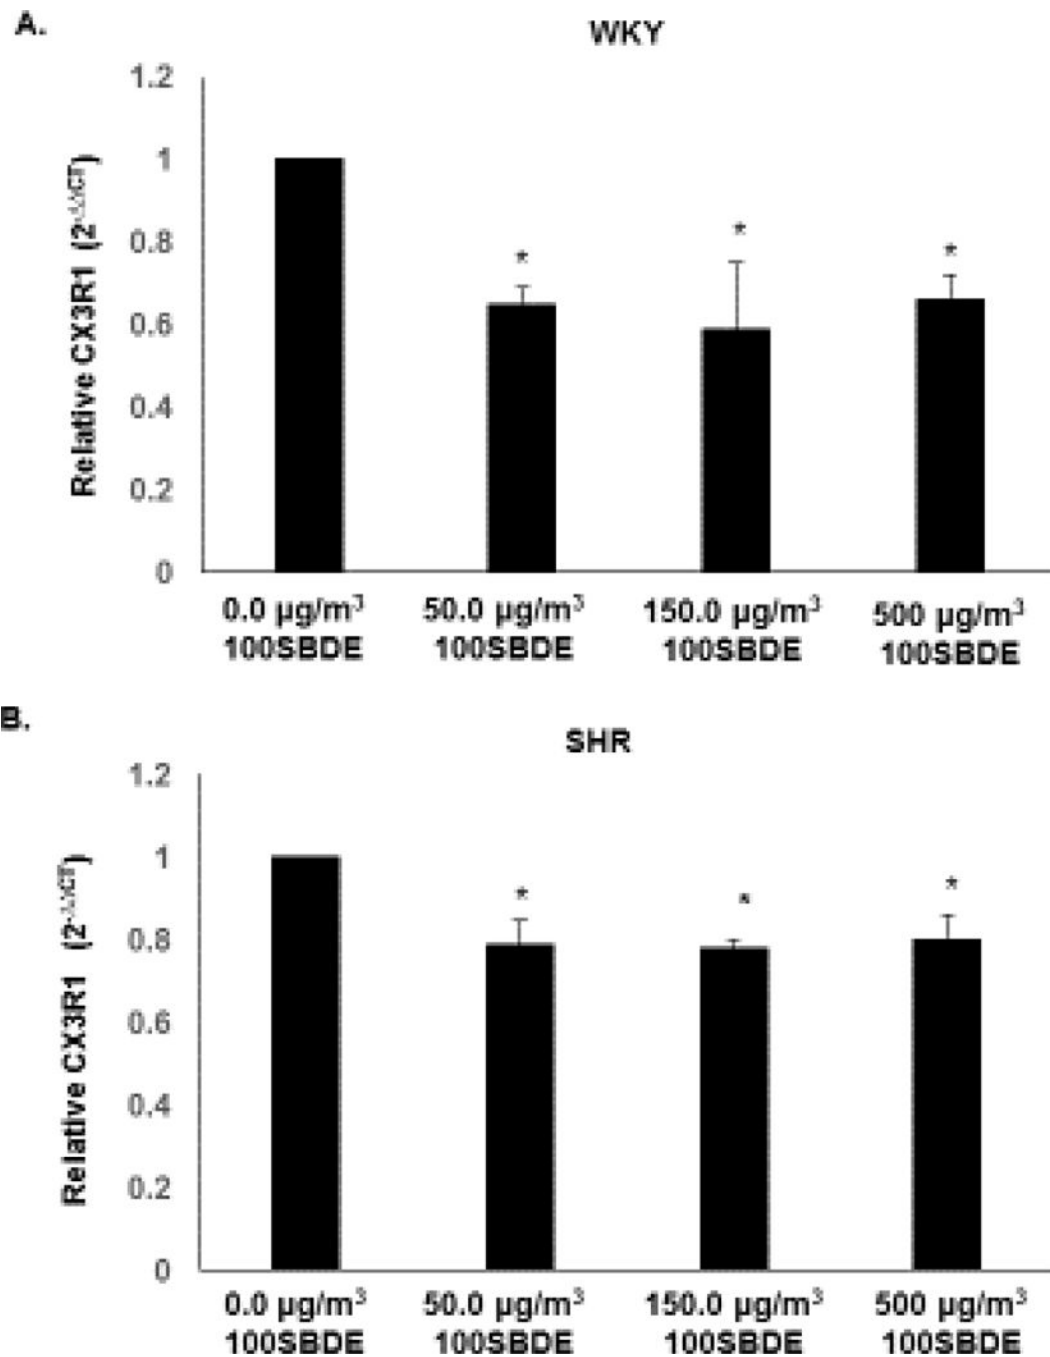 A.
WKY
Relative CX3R1 (2^-ΔΔCT)
1.2
1
0.8
0.6
0.4
0.2
0
*
*
*
0.0 µg/m³
100SBDE
50.0 µg/m³
100SBDE
150.0 µg/m³
100SBDE
500 µg/m³
100SBDE
B.
SHR
Relative CX3R1 (2^-ΔΔCT)
1.2
1
0.8
0.6
0.4
0.2
0
*
*
*
0.0 µg/m³
100SBDE
50.0 µg/m³
100SBDE
150.0 µg/m³
100SBDE
500 µg/m³
100SBDE